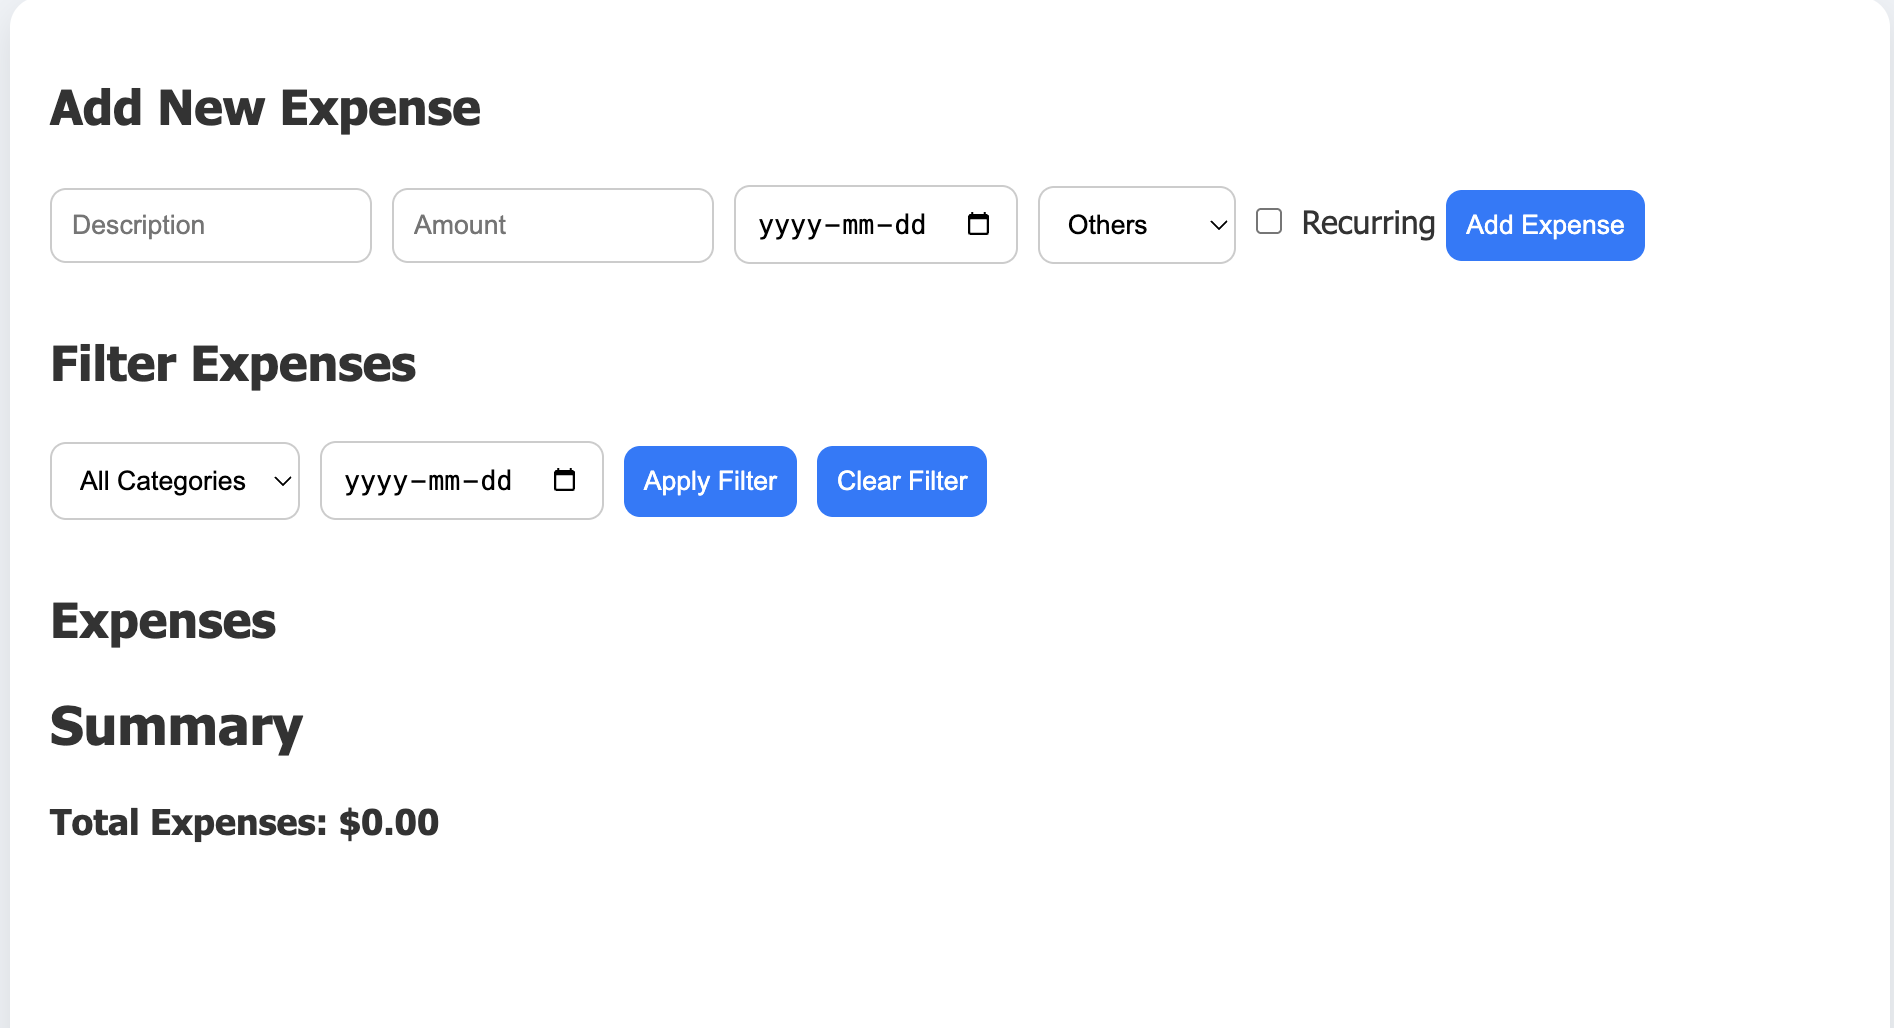 Add New Expense
Description Amount yyyy-mm-dd Others Recurring Add Expense
Filter Expenses
All Categories yyyy-mm-dd Apply Filter Clear Filter
Expenses
Summary
Total Expenses: $0.00